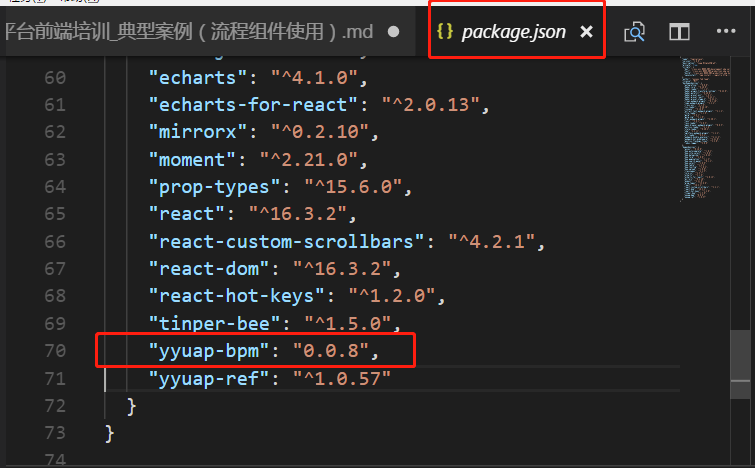 平台前端培训_典型案例（流程组件使用）.md ● {} package.json ×
60 "echarts": "^4.1.0",
61 "echarts-for-react": "^2.0.13",
62 "mirrorx": "^0.2.10",
63 "moment": "^2.21.0",
64 "prop-types": "^15.6.0",
65 "react": "^16.3.2",
66 "react-custom-scrollbars": "^4.2.1",
67 "react-dom": "^16.3.2",
68 "react-hot-keys": "^1.2.0",
69 "tinper-bee": "^1.5.0",
70 "yyuap-bpm": "0.0.8",
71 "yyuap-ref": "^1.0.57"
72 }
73 }
74